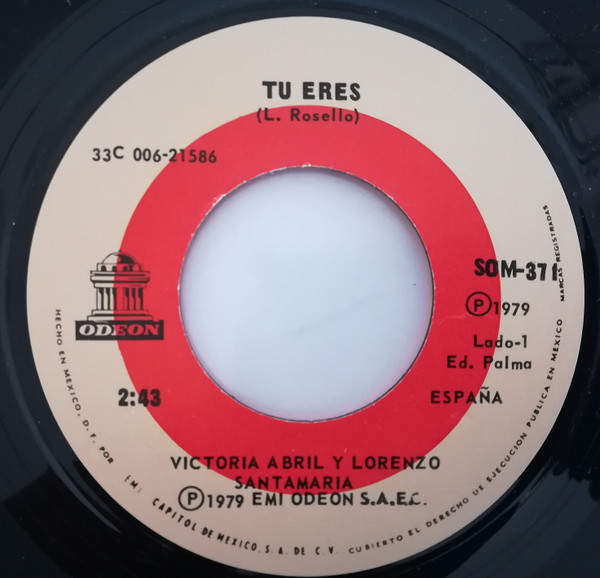 TU ERES
(L. Rosello)
33C 006-21586
ODEON
SOM-371
Ⓟ1979
Lado-1
Ed. Palma
2:43
ESPAÑA
VICTORIA ABRIL Y LORENZO
SANTAMARIA
Ⓟ1979 EMI ODEON S.A.E.C.
HECHO EN MEXICO, D. F. POR EMI CAPITOL DE MEXICO, S. A. DE C. V. CUBIERTO EL DERECHO DE EJECUCION PUBLICA EN MEXICO MARCAS REGISTRADAS